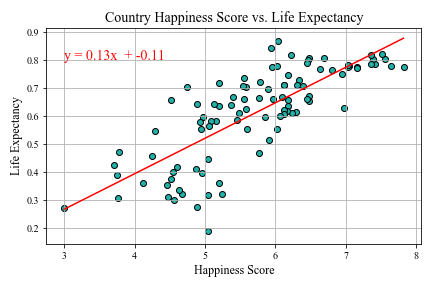 Country Happiness Score vs. Life Expectancy
y = 0.13x  + -0.11
Life Expectancy
0.9
0.8
0.7
0.6
0.5
0.4
0.3
0.2
3 4 5 6 7 8
Happiness Score